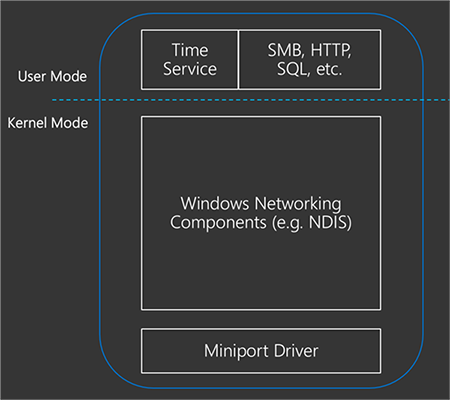 Time
Service
SMB, HTTP,
SQL, etc.
User Mode
Kernel Mode
Windows Networking
Components (e.g. NDIS)
Miniport Driver